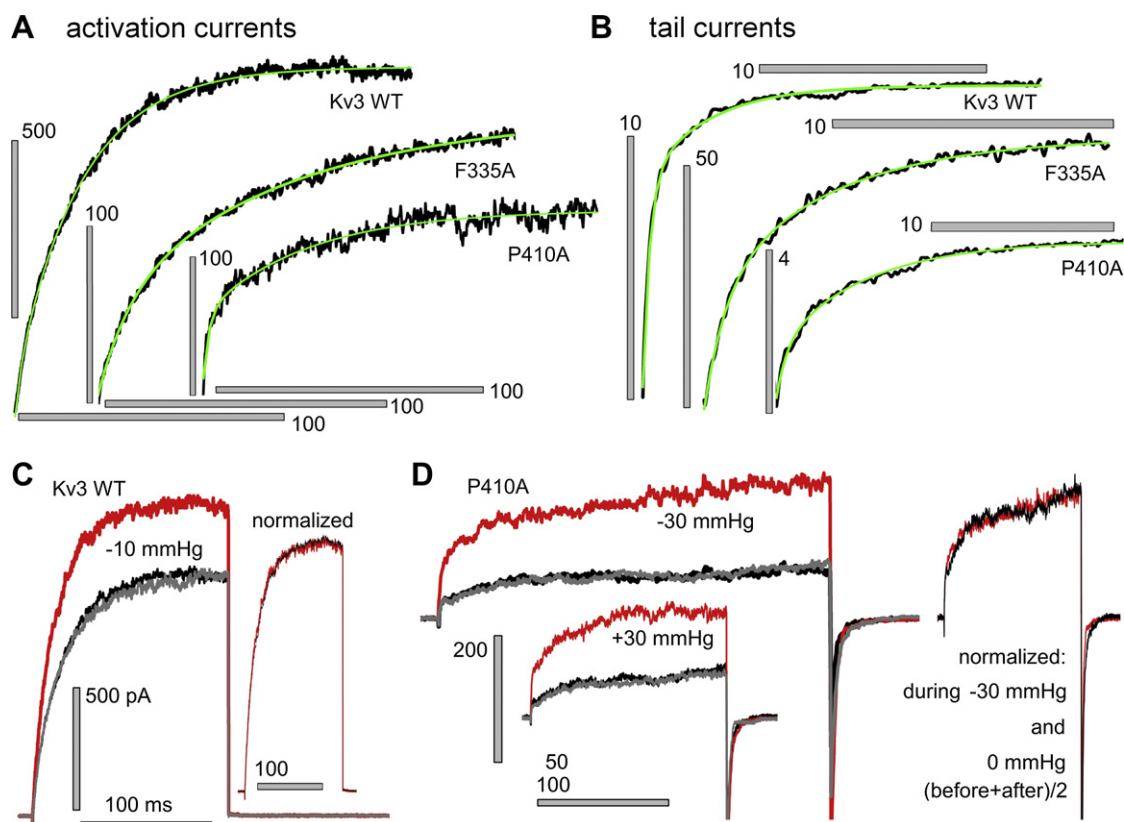 A activation currents
500
Kv3 WT
100
F335A
100
P410A
100
100
100
B tail currents
10
Kv3 WT
10
10
50
F335A
10
4
P410A
C
Kv3 WT
normalized
-10 mmHg
500 pA
100
100 ms
D
P410A
-30 mmHg
+30 mmHg
200
50
100
normalized:
during -30 mmHg
and
0 mmHg
(before+after)/2